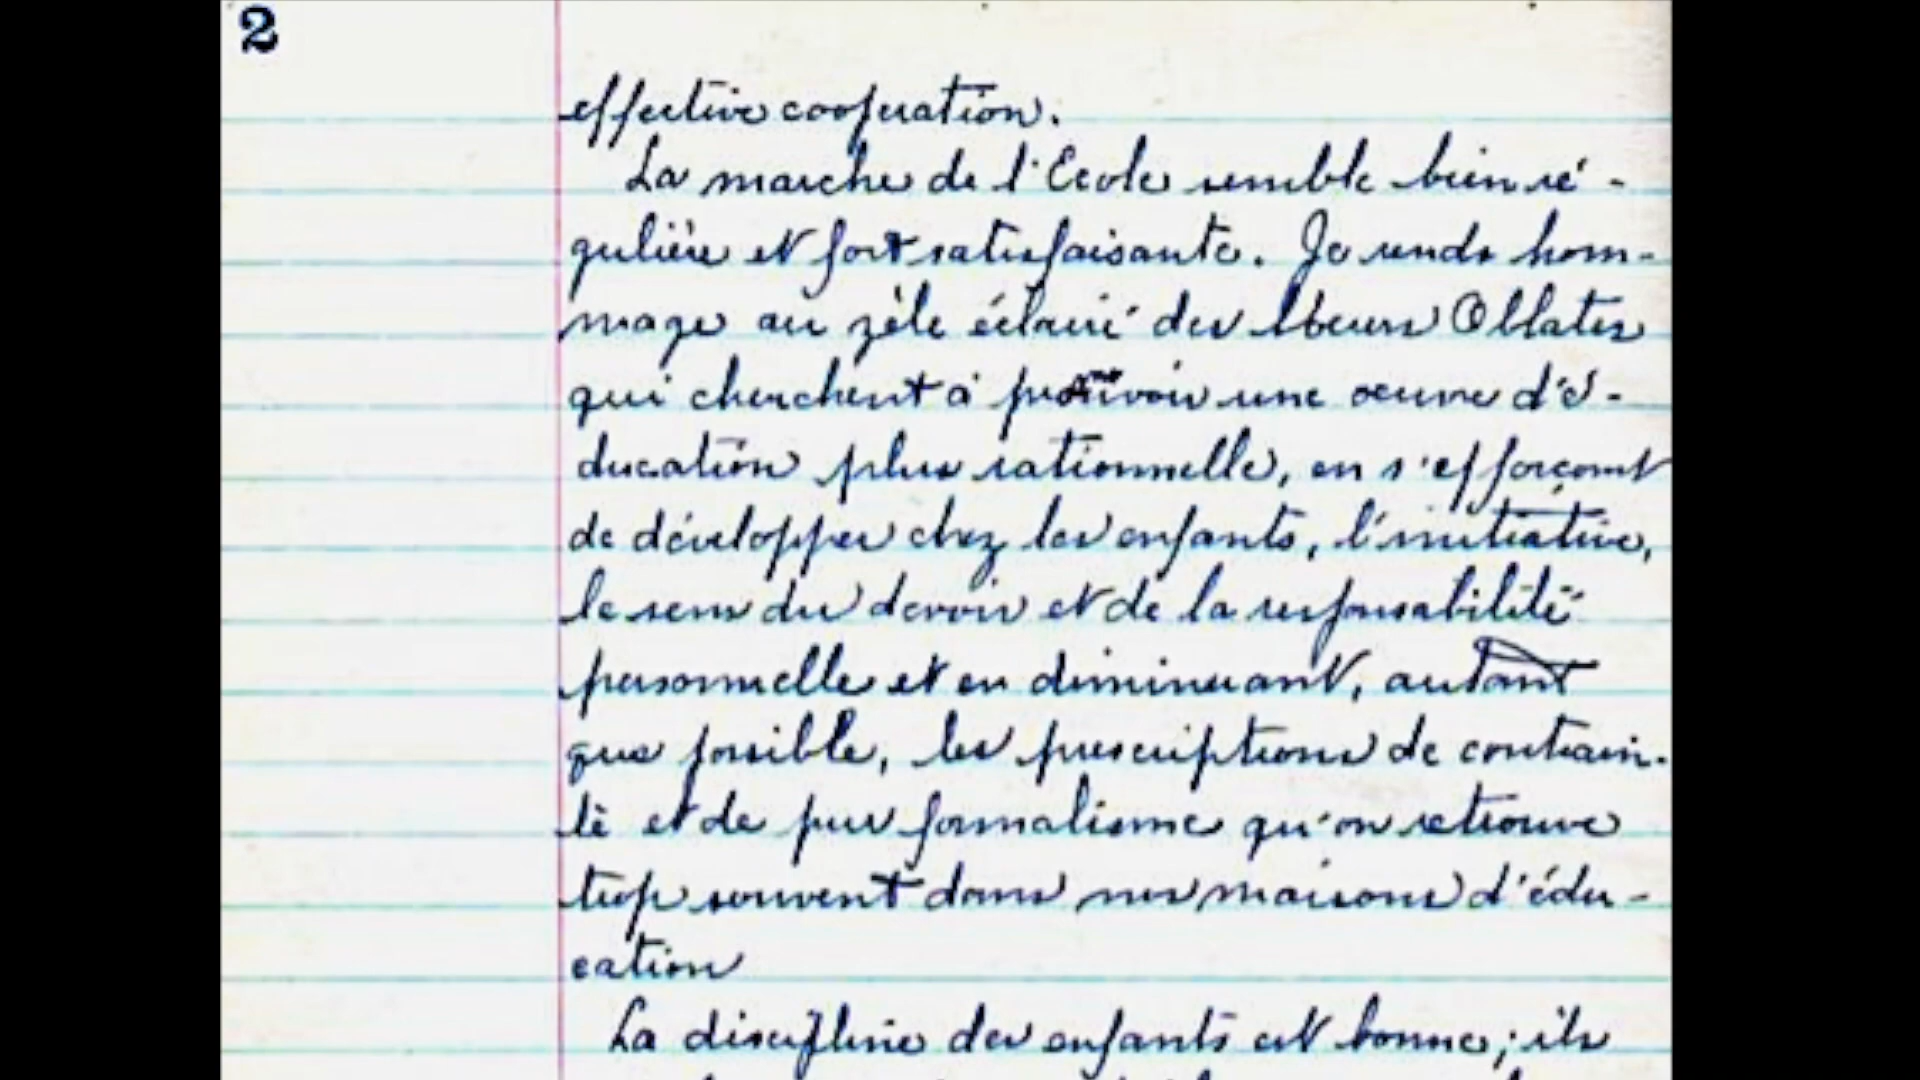 2
effective cooperation.
La marche de l'Ecole semble bien ré-
gulière et fort satisfaisante. Je rends hom-
mage au zèle éclairé des Soeurs Oblates
qui cherchent à une oeuvre d'é-
ducation plus rationnelle, en s'efforçant
de développer chez les enfants, l'initiative,
le sens du devoir et de la responsabilité
personnelle et en diminuant, autant
que possible, les prescriptions de contrain-
te et de pur formalisme qu'on retrouve
trop souvent dans nos maisons d'édu-
cation
La discipline des enfants est bonne; ils